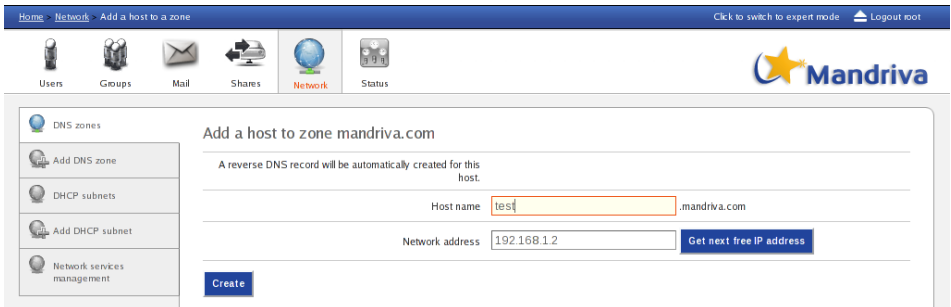 Home > Network > Add a host to a zone
Click to switch to expert mode Logout root
Users Groups Mail Shares Network Status
Mandriva
DNS zones
Add DNS zone
DHCP subnets
Add DHCP subnet
Network services
management
Add a host to zone mandriva.com
A reverse DNS record will be automatically created for this
host.
Host name test .mandriva.com
Network address 192.168.1.2 Get next free IP address
Create